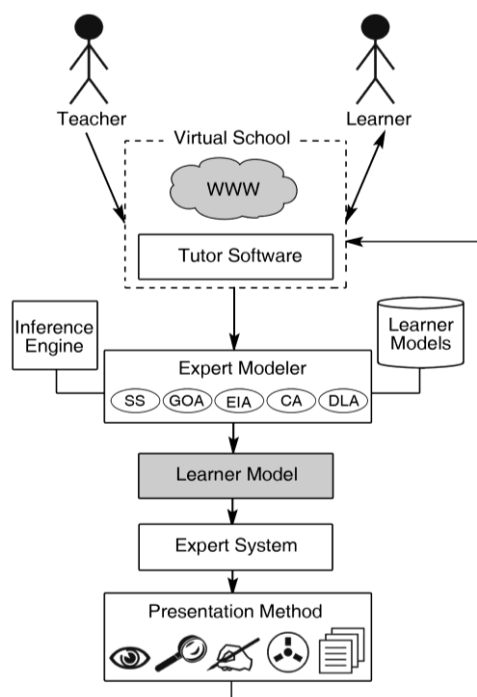 Teacher
Learner
Virtual School
WWW
Tutor Software
Inference
Engine
Learner
Models
Expert Modeler
SS GOA EIA CA DLA
Learner Model
Expert System
Presentation Method